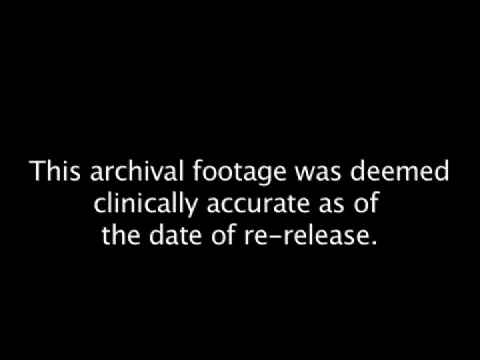 This archival footage was deemed
clinically accurate as of
the date of re-release.